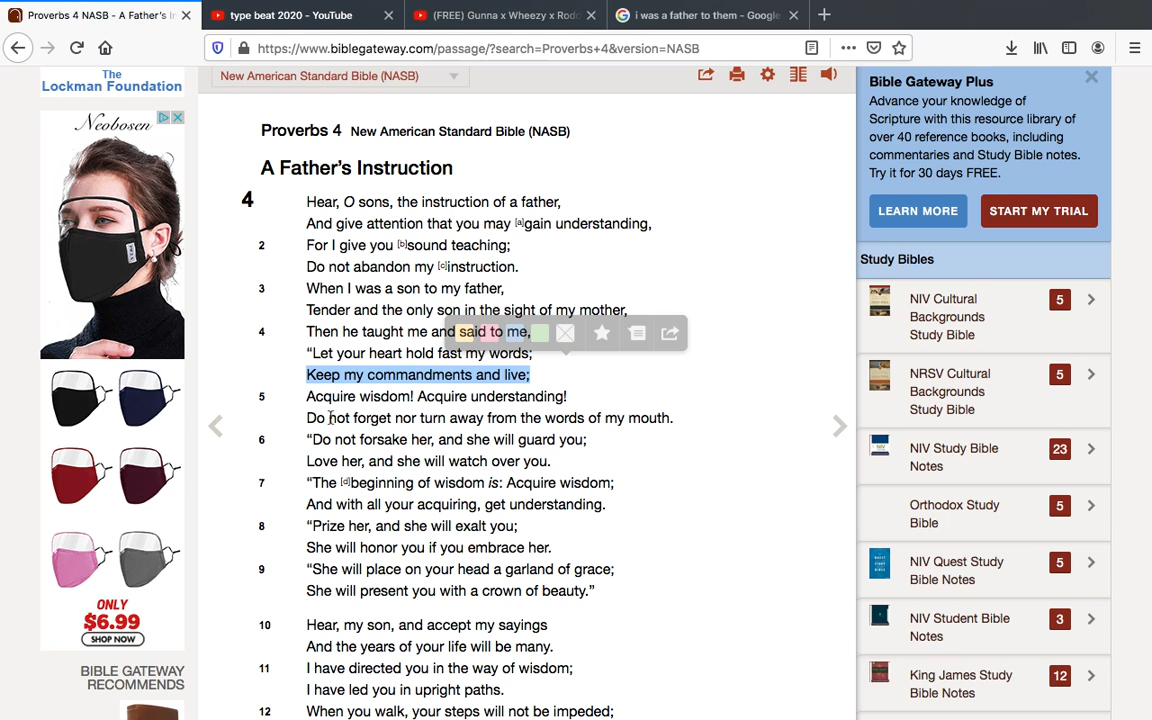 Proverbs 4 NASB - A Father's I
type beat 2020 - YouTube
(FREE) Gunna x Wheezy x Rod
i was a father to them - Google
https://www.biblegateway.com/passage/?search=Proverbs+4&version=NASB
The
Lockman Foundation
Neobosen
ONLY
$6.99
SHOP NOW
BIBLE GATEWAY
RECOMMENDS
New American Standard Bible (NASB)
Proverbs 4 New American Standard Bible (NASB)
A Father's Instruction
4 Hear, O sons, the instruction of a father,
And give attention that you may [a]gain understanding,
2 For I give you [b]sound teaching;
Do not abandon my [c]instruction.
3 When I was a son to my father,
Tender and the only son in the sight of my mother,
4 Then he taught me and said to me,
“Let your heart hold fast my words;
Keep my commandments and live;
5 Acquire wisdom! Acquire understanding!
Do not forget nor turn away from the words of my mouth.
6 “Do not forsake her, and she will guard you;
Love her, and she will watch over you.
7 “The [d]beginning of wisdom is: Acquire wisdom;
And with all your acquiring, get understanding.
8 “Prize her, and she will exalt you;
She will honor you if you embrace her.
9 “She will place on your head a garland of grace;
She will present you with a crown of beauty.”
10 Hear, my son, and accept my sayings
And the years of your life will be many.
11 I have directed you in the way of wisdom;
I have led you in upright paths.
12 When you walk, your steps will not be impeded;
Bible Gateway Plus
Advance your knowledge of
Scripture with this resource library of
over 40 reference books, including
commentaries and Study Bible notes.
Try it for 30 days FREE.
LEARN MORE
START MY TRIAL
Study Bibles
NIV Cultural
Backgrounds
Study Bible
5
NRSV Cultural
Backgrounds
Study Bible
5
NIV Study Bible
Notes
23
Orthodox Study
Bible
5
NIV Quest Study
Bible Notes
5
NIV Student Bible
Notes
3
King James Study
Bible Notes
12